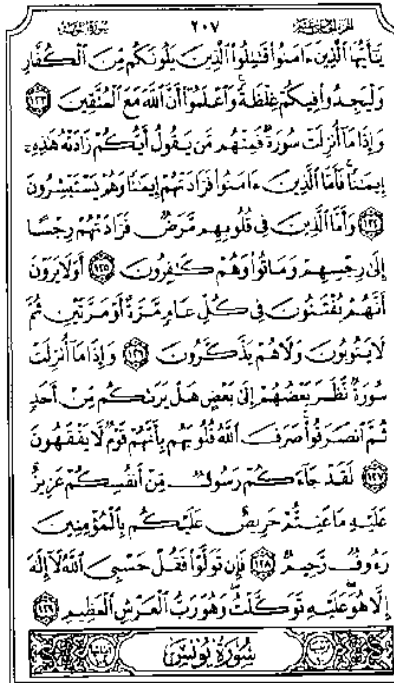 سورة التوبة ٢٠٧ الجزء الحادي عشر
يَٰٓأَيُّهَا ٱلَّذِينَ ءَامَنُوا۟ قَٰتِلُوا۟ ٱلَّذِينَ يَلُونَكُم مِّنَ ٱلْكُفَّارِ
وَلْيَجِدُوا۟ فِيكُمْ غِلْظَةً ۚ وَٱعْلَمُوٓا۟ أَنَّ ٱللَّهَ مَعَ ٱلْمُتَّقِينَ ١٢٣
وَإِذَا مَآ أُنزِلَتْ سُورَةٌ فَمِنْهُم مَّن يَقُولُ أَيُّكُمْ زَادَتْهُ هَٰذِهِۦٓ
إِيمَٰنًا ۚ فَأَمَّا ٱلَّذِينَ ءَامَنُوا۟ فَزَادَتْهُمْ إِيمَٰنًا وَهُمْ يَسْتَبْشِرُونَ
١٢٤ وَأَمَّا ٱلَّذِينَ فِى قُلُوبِهِم مَّرَضٌ فَزَادَتْهُمْ رِجْسًا
إِلَىٰ رِجْسِهِمْ وَمَاتُوا۟ وَهُمْ كَٰفِرُونَ ١٢٥ أَوَلَا يَرَوْنَ
أَنَّهُمْ يُفْتَنُونَ فِى كُلِّ عَامٍ مَّرَّةً أَوْ مَرَّتَيْنِ ثُمَّ
لَا يَتُوبُونَ وَلَا هُمْ يَذَّكَّرُونَ ١٢٦ وَإِذَا مَآ أُنزِلَتْ
سُورَةٌ نَّظَرَ بَعْضُهُمْ إِلَىٰ بَعْضٍ هَلْ يَرَىٰكُم مِّنْ أَحَدٍ
ثُمَّ ٱنصَرَفُوا۟ ۚ صَرَفَ ٱللَّهُ قُلُوبَهُم بِأَنَّهُمْ قَوْمٌ لَّا يَفْقَهُونَ
١٢٧ لَقَدْ جَآءَكُمْ رَسُولٌ مِّنْ أَنفُسِكُمْ عَزِيزٌ
عَلَيْهِ مَا عَنِتُّمْ حَرِيصٌ عَلَيْكُم بِٱلْمُؤْمِنِينَ
رَءُوفٌ رَّحِيمٌ ١٢٨ فَإِن تَوَلَّوْا۟ فَقُلْ حَسْبِىَ ٱللَّهُ لَآ إِلَٰهَ
إِلَّا هُوَ ۖ عَلَيْهِ تَوَكَّلْتُ ۖ وَهُوَ رَبُّ ٱلْعَرْشِ ٱلْعَظِيمِ ١٢٩
سُورَةُ يُونُسَ